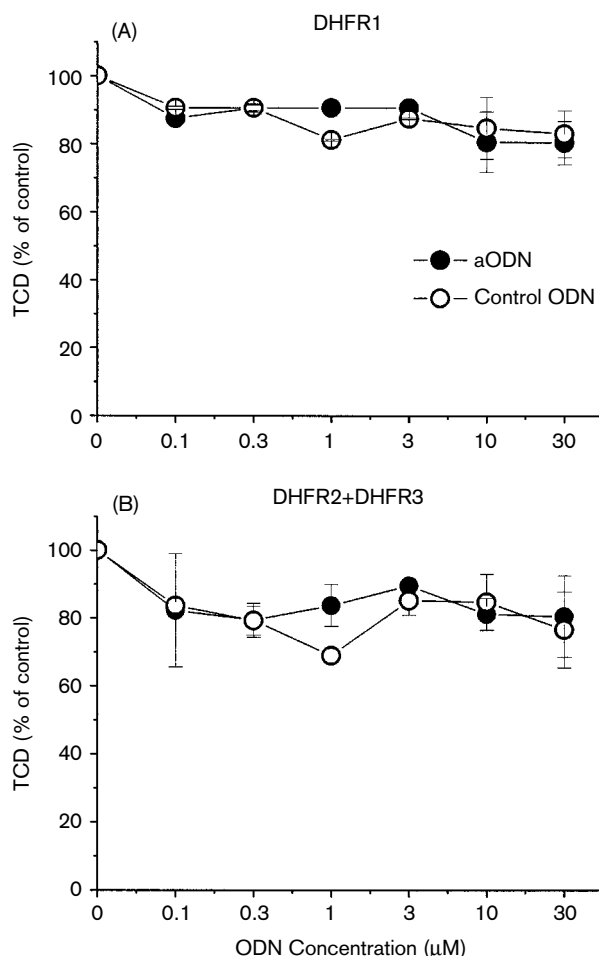 (A)
DHFR1
100
80
60
40
20
0
TCD (% of control)
aODN
Control ODN
0 0.1 0.3 1 3 10 30
(B)
DHFR2+DHFR3
100
80
60
40
20
0
TCD (% of control)
0 0.1 0.3 1 3 10 30
ODN Concentration (μM)